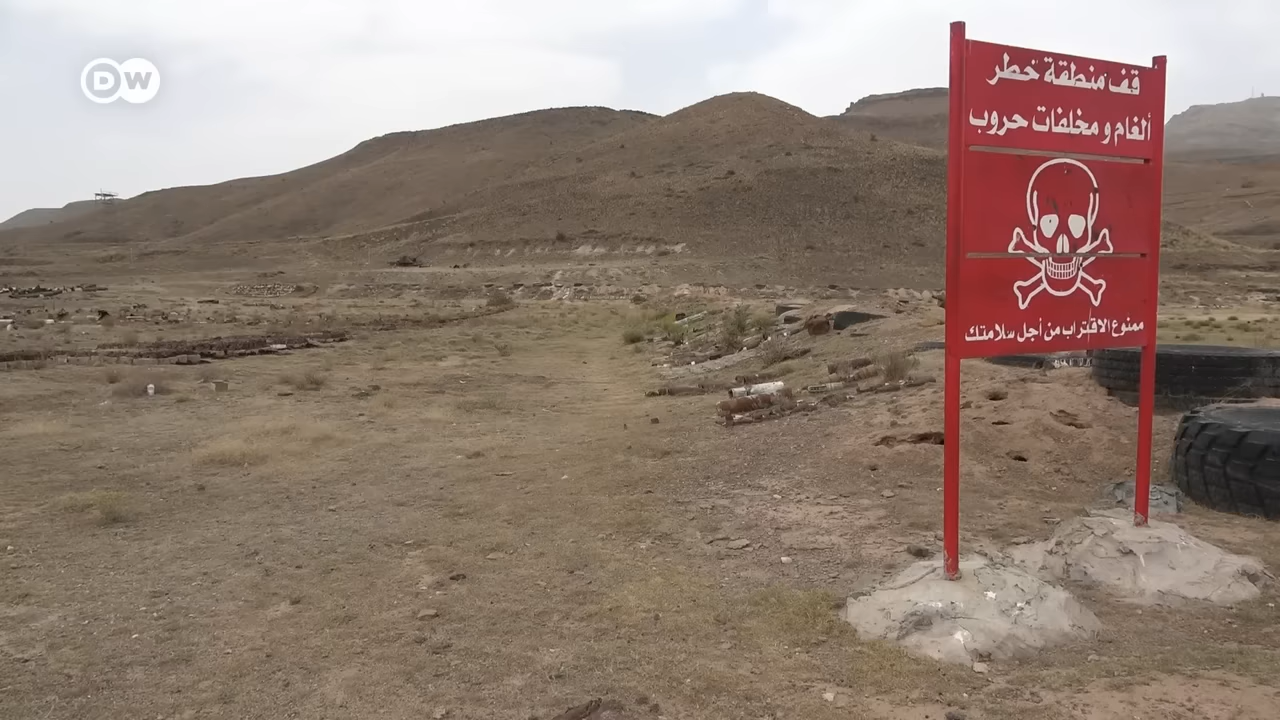 DW
قف منطقة خطر
ألغام و مخلفات حروب
ممنوع الاقتراب من أجل سلامتك